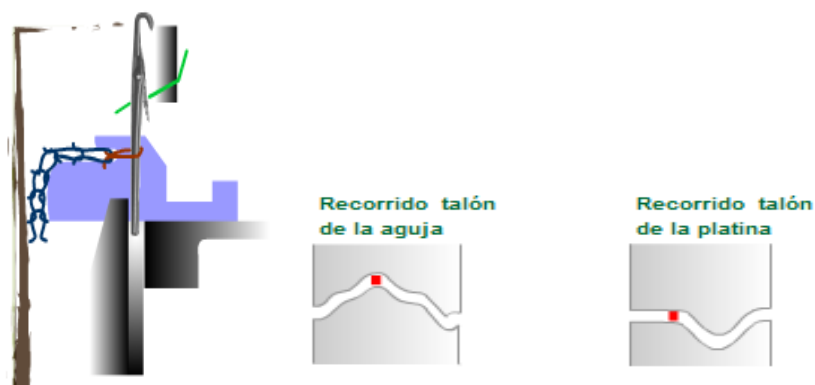 Recorrido talón
de la aguja
Recorrido talón
de la platina